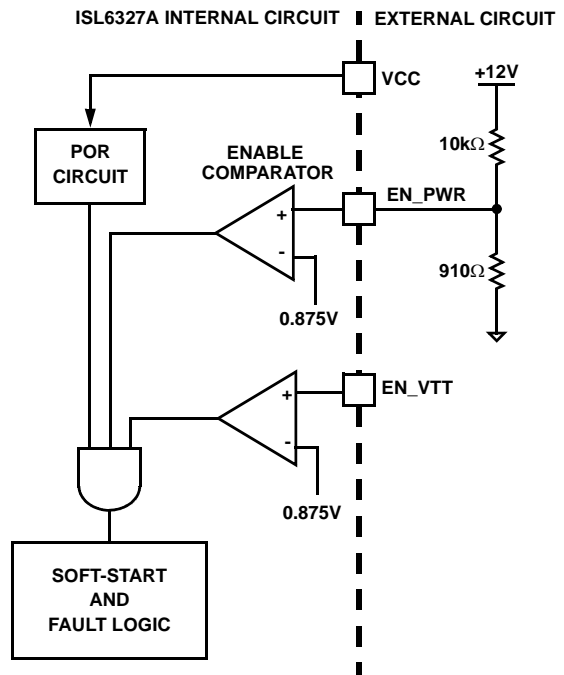 ISL6327A INTERNAL CIRCUIT
EXTERNAL CIRCUIT
VCC
+12V
10kΩ
POR
CIRCUIT
ENABLE
COMPARATOR
EN_PWR
+
-
0.875V
910Ω
EN_VTT
+
-
0.875V
SOFT-START
AND
FAULT LOGIC